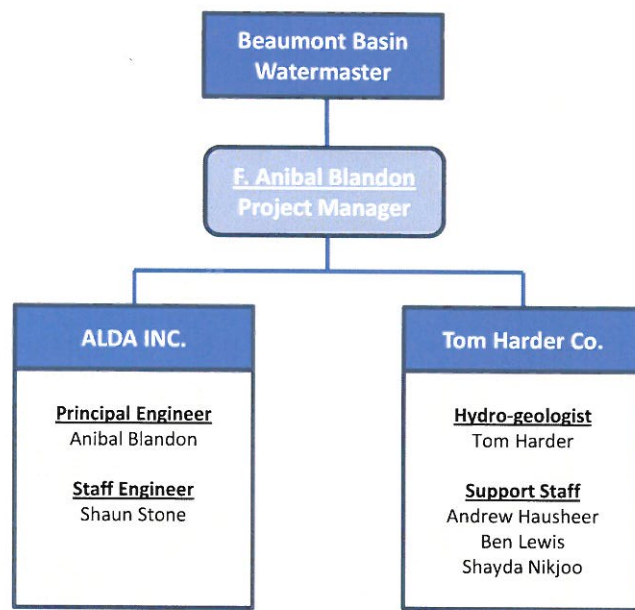 Beaumont Basin
Watermaster
F. Anibal Blandon
Project Manager
ALDA INC.
Principal Engineer
Anibal Blandon
Staff Engineer
Shaun Stone
Tom Harder Co.
Hydro-geologist
Tom Harder
Support Staff
Andrew Hausheer
Ben Lewis
Shayda Nikjoo